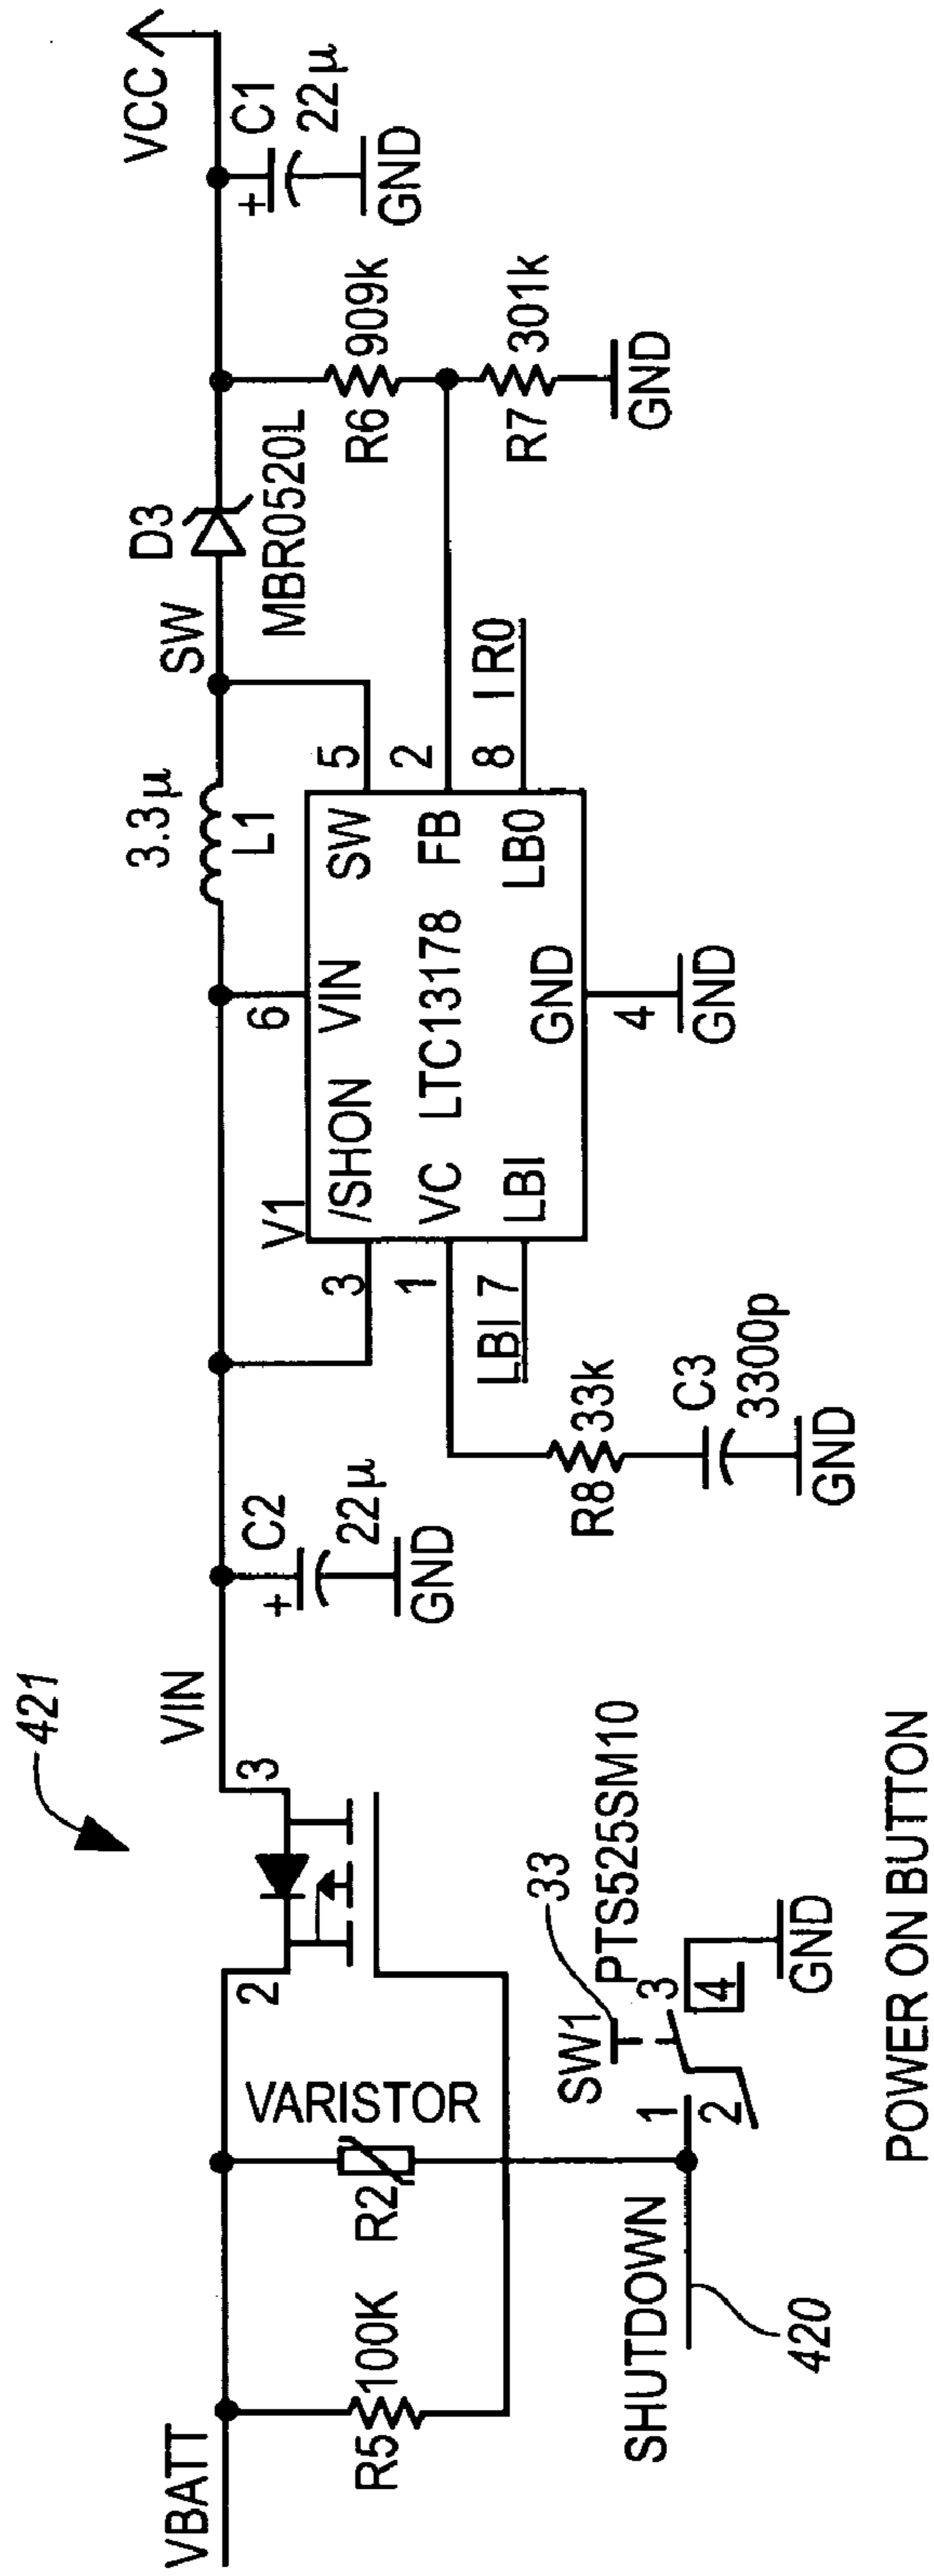 421
VBATT
R5 100K
R2 VARISTOR
2
3
VIN
C2
+
22μ
GND
SHUTDOWN
420
1
2
3
4
SW1
33
PTS525SM10
GND
POWER ON BUTTON
R8 33k
C3
3300p
GND
V1
3
1
LBI 7
/SHON
VC
LBI
LTC13178
6
VIN
GND
4
GND
SW
FB
LB0
5
2
8 IR0
3.3μ
L1
SW
D3
MBR0520L
R6 909k
R7 301k
GND
C1
+
22μ
GND
VCC